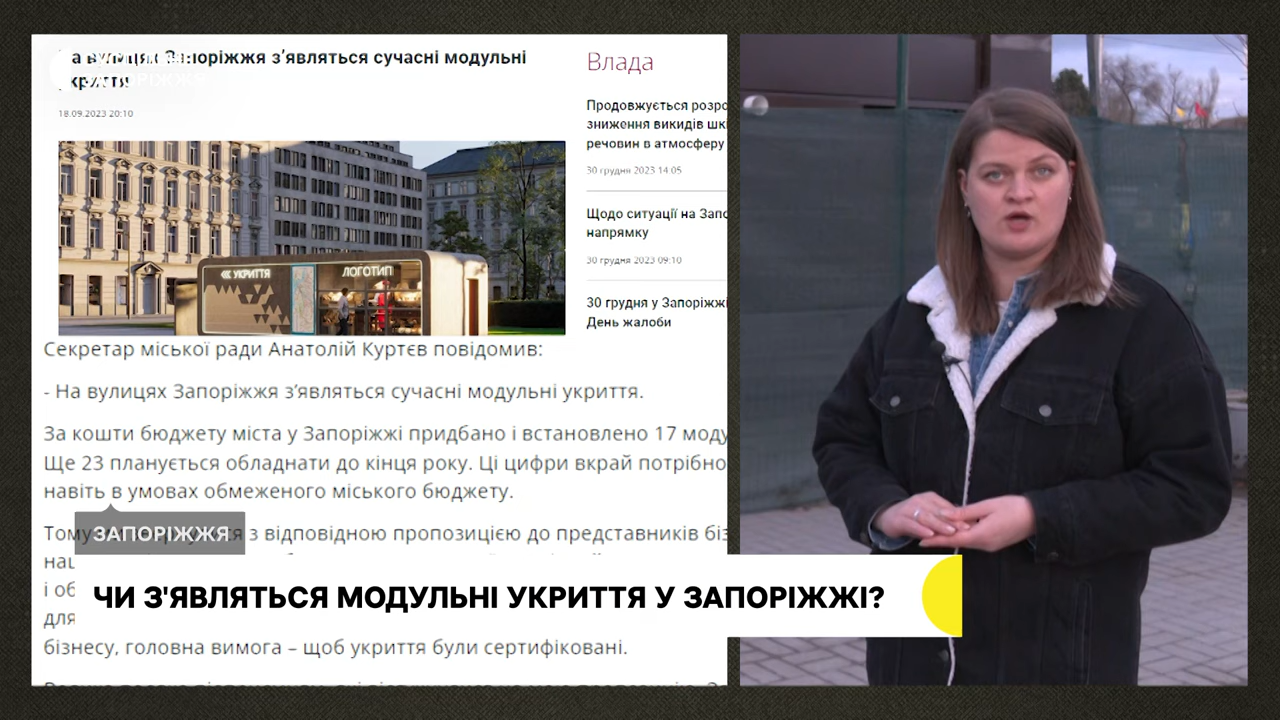 На вулицях Запоріжжя з'являться сучасні модульні
укриття
18.09.2023 20:10
УКРИТТЯ
ЛОГОТИП
Влада
Продовжується розро
зниження викидів шкі
речовин в атмосферу
30 грудня 2023 14:05
Щодо ситуації на Запо
напрямку
30 грудня 2023 09:10
30 грудня у Запоріжжі
День жалоби
Секретар міської ради Анатолій Куртєв повідомив:
- На вулицях Запоріжжя з'являться сучасні модульні укриття.
За кошти бюджету міста у Запоріжжі придбано і встановлено 17 моду
Ще 23 планується обладнати до кінця року. Ці цифри вкрай потрібно
навіть в умовах обмеженого міського бюджету.
Тому з відповідною пропозицією до представників біз
і об
для
бізнесу, головна вимога – щоб укриття були сертифіковані.
ЗАПОРІЖЖЯ
ЧИ З'ЯВЛЯТЬСЯ МОДУЛЬНІ УКРИТТЯ У ЗАПОРІЖЖІ?